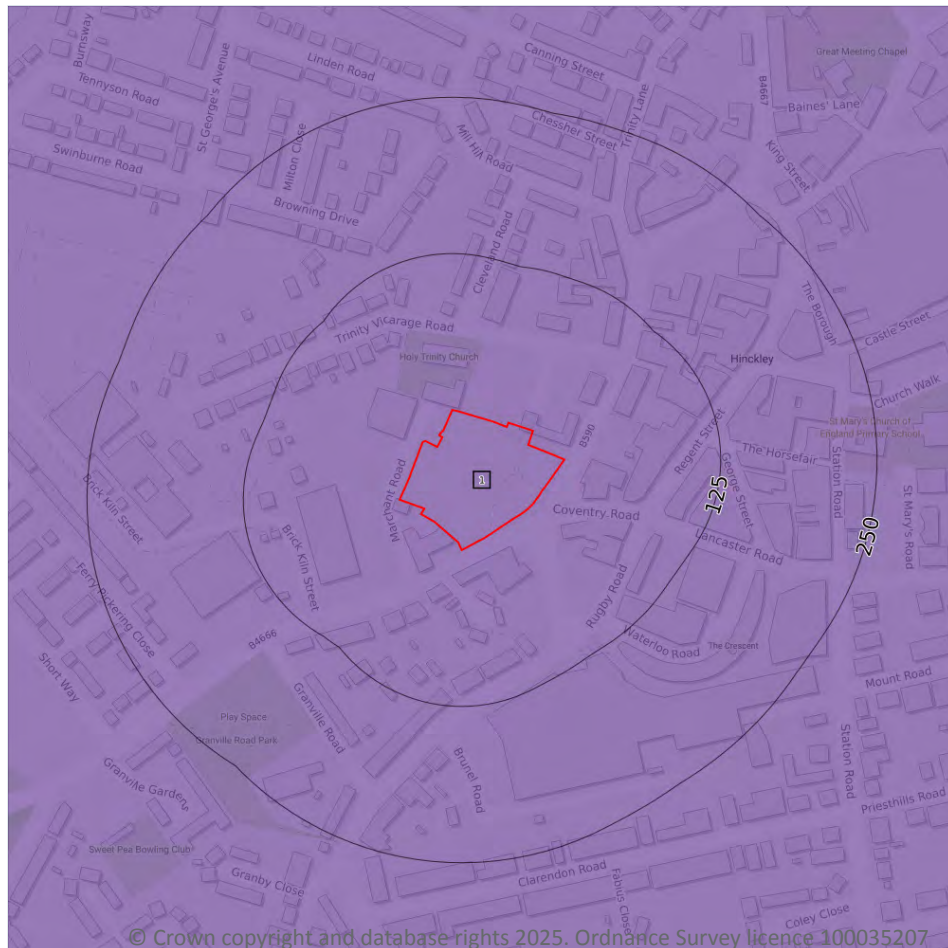 Burnsway
Tennyson Road
St George's Avenue
Linden Road
Canning Street
Great Meeting Chapel
B4667
Baines' Lane
Swinburne Road
Milton Close
Mill Hill Road
Chessher Street
Trinity Lane
King Street
Browning Drive
Cleveland Road
Trinity Vicarage Road
Holy Trinity Church
The Borough
Castle Street
Hinckley
Church Walk
St Mary's Church of
England Primary School
B590
Regent Street
The Horsefair
Station Road
1
Marchant Road
Coventry Road
George Street
125
250
St Mary's Road
Brick Kiln Street
Brick Kiln Street
Lancaster Road
Ferry Pickering Close
Rugby Road
B4666
Waterloo Road
The Crescent
Short Way
Mount Road
Play Space
Granville Road Park
Granville Road
Station Road
Brunel Road
Granville Gardens
Priesthills Road
Sweet Pea Bowling Club
Granby Close
Clarendon Road
Fabius Close
Coley Close
© Crown copyright and database rights 2025. Ordnance Survey licence 100035207